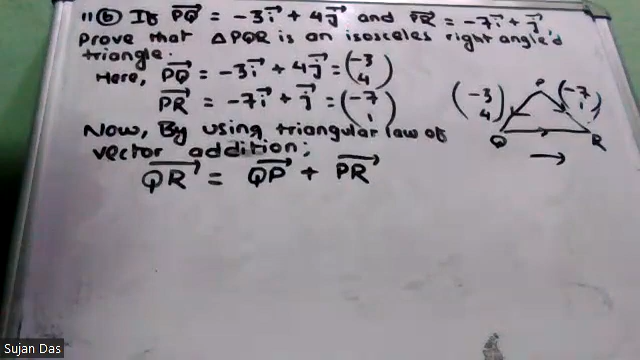 11 (b) If PQ = -3i + 4j and PR = -7i + j,
Prove that △PQR is an isosceles right angled
triangle.
Here, PQ = -3i + 4j = (-3 4)
PR = -7i + j = (-7 1)
Now, By using triangular law of
vector addition;
QR = QP + PR
P
(-3 4)
(-7 1)
Q
R
Sujan Das